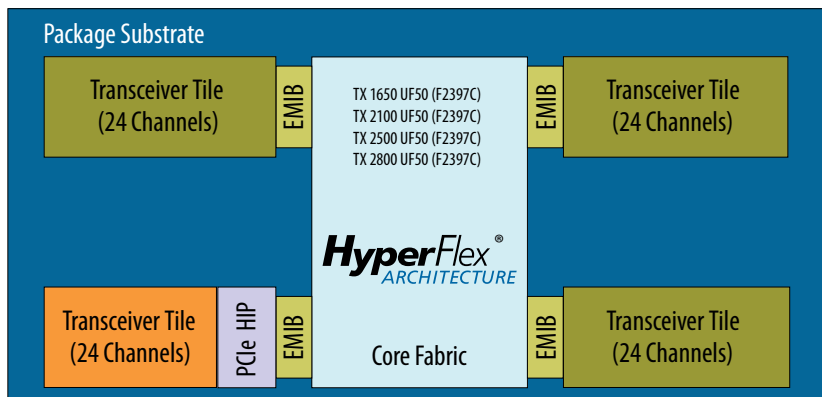 Package Substrate
Transceiver Tile
(24 Channels)
EMIB
TX 1650 UF50 (F2397C)
TX 2100 UF50 (F2397C)
TX 2500 UF50 (F2397C)
TX 2800 UF50 (F2397C)
EMIB
Transceiver Tile
(24 Channels)
HyperFlex®
ARCHITECTURE
Transceiver Tile
(24 Channels)
PCIe HIP
EMIB
Core Fabric
EMIB
Transceiver Tile
(24 Channels)